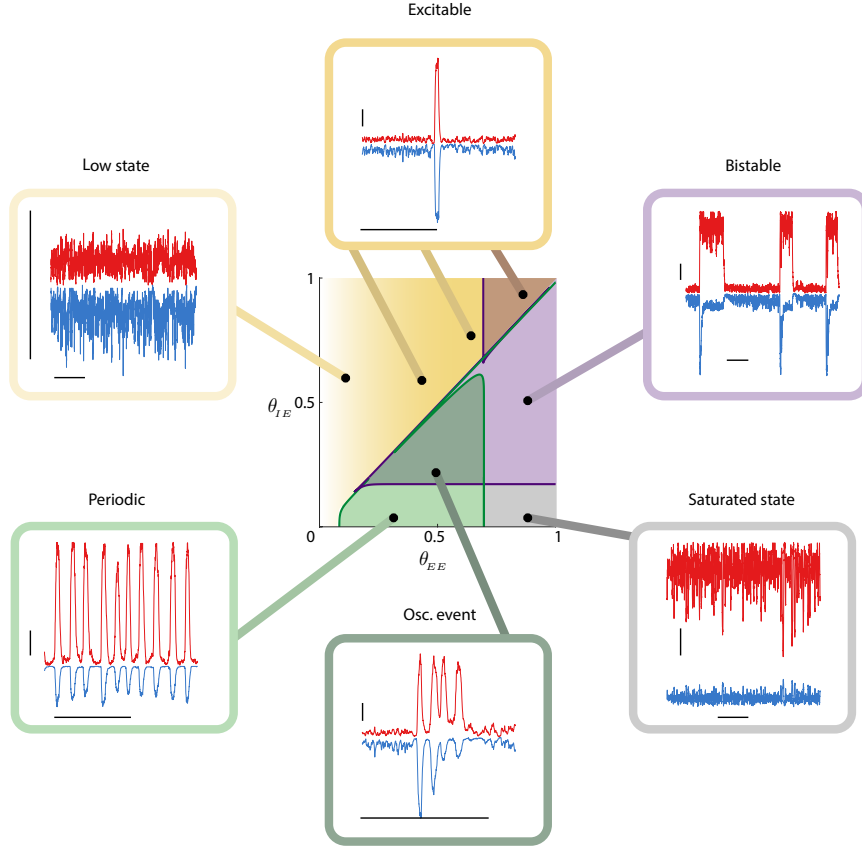 Excitable
Low state
Bistable
1
θIE
0.5
0
0.5
1
θEE
Periodic
Saturated state
Osc. event